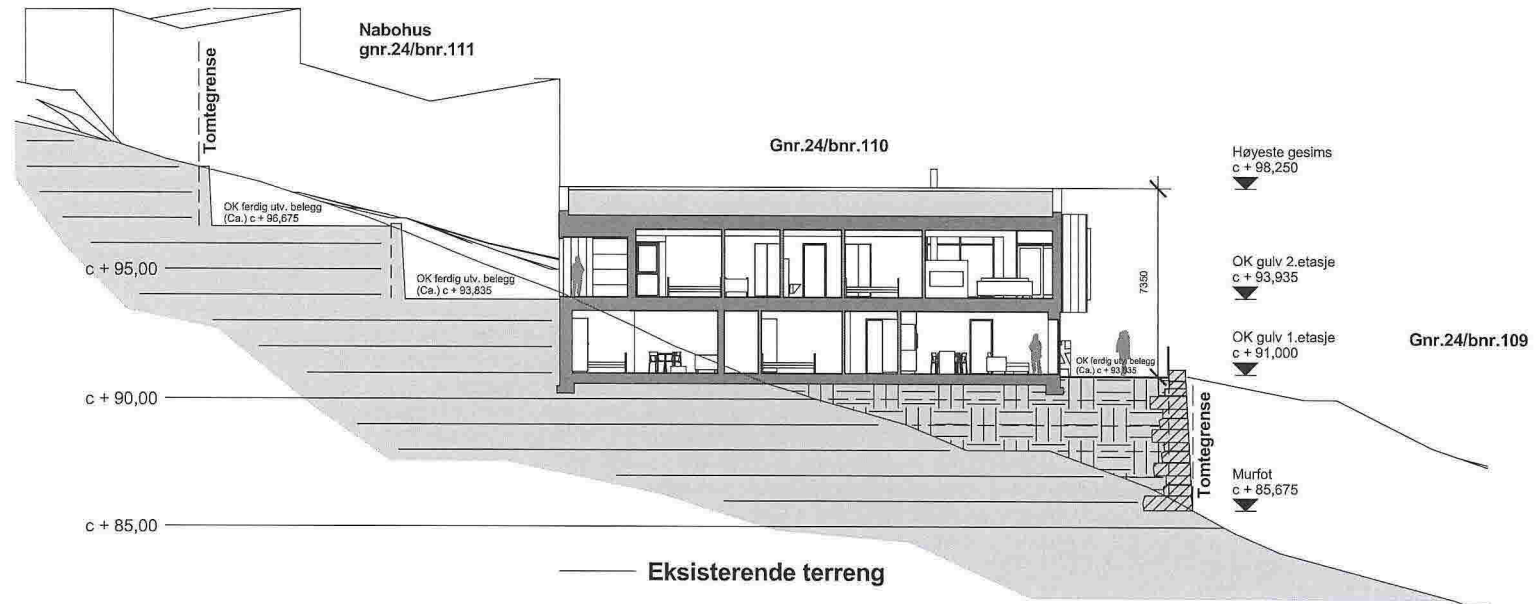 Nabohus
gnr.24/bnr.111
Tomtegrense
Gnr.24/bnr.110
Høyeste gesims
c + 98,250
OK ferdig utv. belegg
(Ca.) c + 96,675
c + 95,00
OK ferdig utv. belegg
(Ca.) c + 93,835
OK gulv 2.etasje
c + 93,935
7350
OK gulv 1.etasje
c + 91,000
Gnr.24/bnr.109
OK ferdig utv. belegg
(Ca.) c + 93,835
c + 90,00
Tomtegrense
Murfot
c + 85,675
c + 85,00
Eksisterende terreng